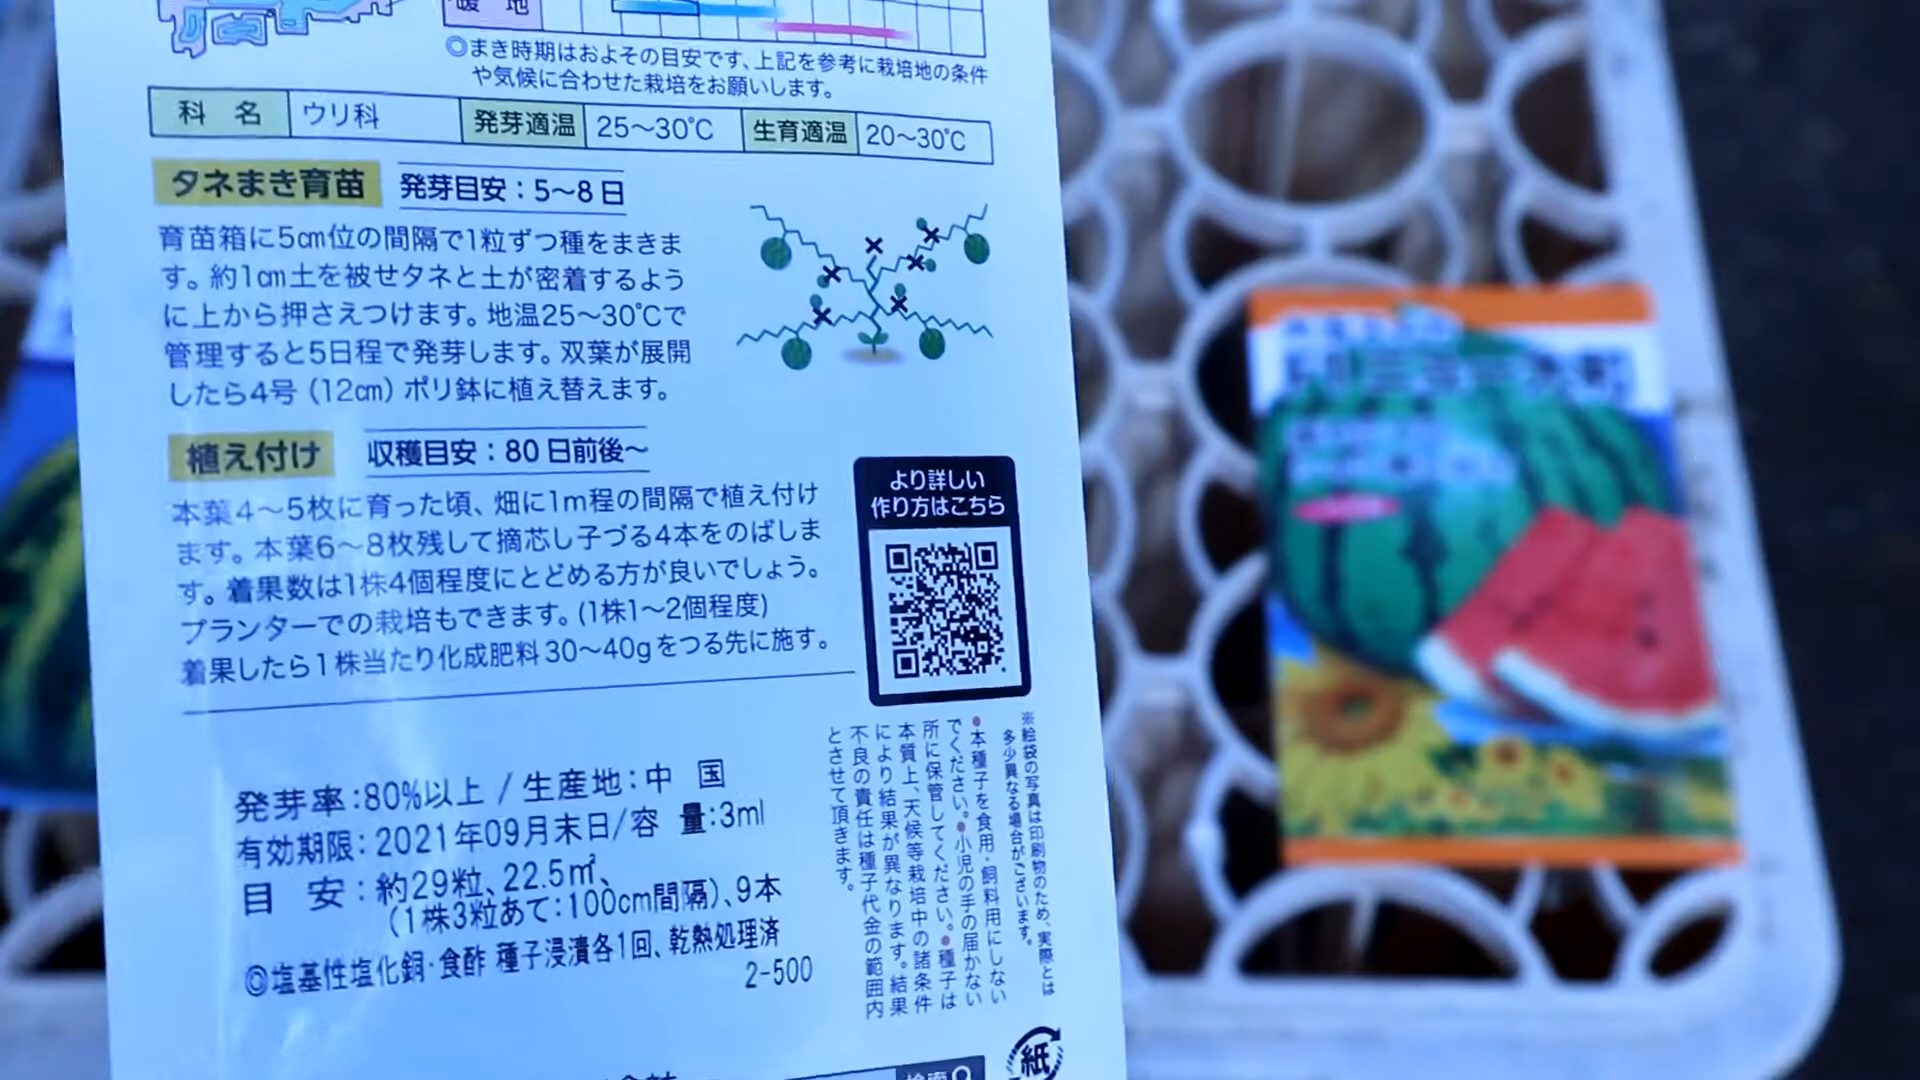 暖 地
◎まき時期はおよその目安です、上記を参考に栽培地の条件
や気候に合わせた栽培をお願いします。
科 名 ウリ科 発芽適温 25～30℃ 生育適温 20～30℃
タネまき育苗 発芽目安：5～8日
育苗箱に5㎝位の間隔で1粒ずつ種をまきま
す。約1㎝土を被せタネと土が密着するよう
に上から押さえつけます。地温25～30℃で
管理すると5日程で発芽します。双葉が展開
したら4号（12㎝）ポリ鉢に植え替えます。
植え付け 収穫目安：80日前後～
本葉4～5枚に育った頃、畑に1m程の間隔で植え付け
ます。本葉6～8枚残して摘芯し子づる4本をのばしま
す。着果数は1株4個程度にとどめる方が良いでしょう。
プランターでの栽培もできます。(1株1～2個程度)
着果したら1株当たり化成肥料30～40gをつる先に施す。
より詳しい
作り方はこちら
発芽率:80%以上 / 生産地:中 国
有効期限:2021年09月末日/容 量:3ml
目 安:約29粒、22.5㎡、
(1株3粒あて:100cm間隔)、9本
◎塩基性塩化銅・食酢 種子浸漬各1回、乾熱処理済
2-500
※絵袋の写真は印刷物のため、実際とは
多少異なる場合がございます。
●本種子を食用・飼料用にしない
でください。●小児の手の届かない
所に保管してください。●種子は
本質上、天候等栽培中の諸条件
により結果が異なります。結果
不良の責任は種子代金の範囲内
とさせて頂きます。
紙
検索